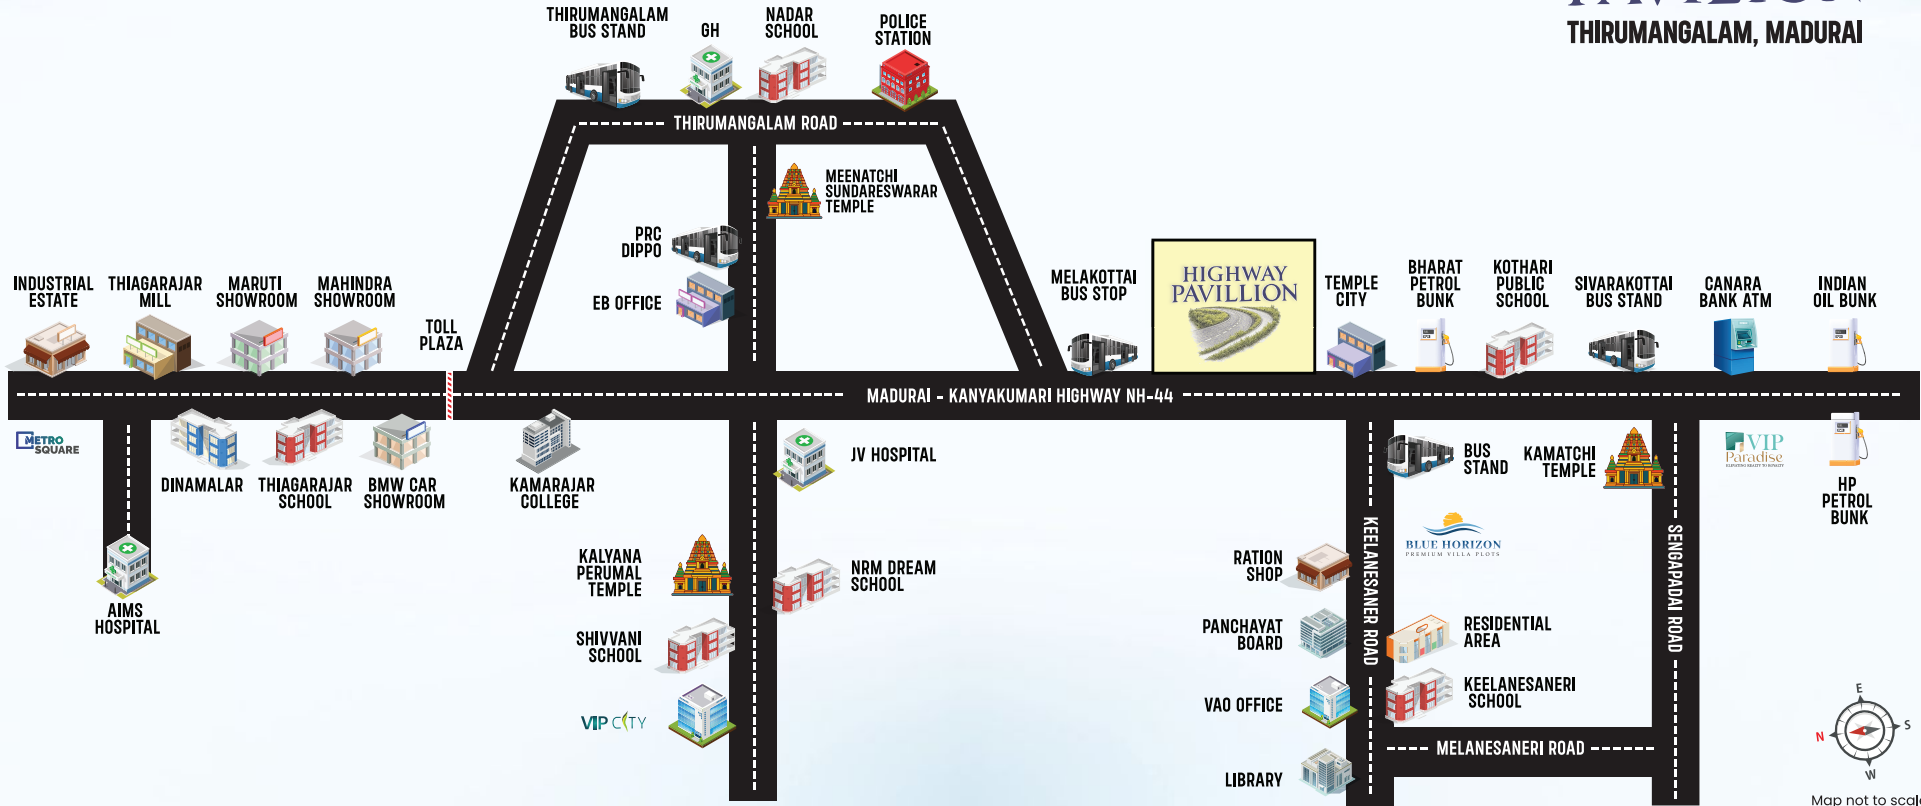 PAVILION
THIRUMANGALAM, MADURAI
THIRUMANGALAM
BUS STAND
GH
NADAR
SCHOOL
POLICE
STATION
THIRUMANGALAM ROAD
MEENATCHI
SUNDARESWARAR
TEMPLE
PRC
DIPPO
EB OFFICE
INDUSTRIAL
ESTATE
THIAGARAJAR
MILL
MARUTI
SHOWROOM
MAHINDRA
SHOWROOM
TOLL
PLAZA
MELAKOTTAI
BUS STOP
HIGHWAY
PAVILLION
TEMPLE
CITY
BHARAT
PETROL
BUNK
KOTHARI
PUBLIC
SCHOOL
SIVARAKOTTAI
BUS STAND
CANARA
BANK ATM
INDIAN
OIL BUNK
MADURAI - KANYAKUMARI HIGHWAY NH-44
METRO
SQUARE
DINAMALAR
THIAGARAJAR
SCHOOL
BMW CAR
SHOWROOM
KAMARAJAR
COLLEGE
JV HOSPITAL
BUS
STAND
KAMATCHI
TEMPLE
VIP
Paradise
HP
PETROL
BUNK
AIMS
HOSPITAL
KALYANA
PERUMAL
TEMPLE
NRM DREAM
SCHOOL
SHIVVANI
SCHOOL
VIP CITY
KEELANESANER ROAD
BLUE HORIZON
PREMIUM VILLA PLOTS
SENGAPADAI ROAD
RATION
SHOP
PANCHAYAT
BOARD
RESIDENTIAL
AREA
VAO OFFICE
KEELANESANERI
SCHOOL
MELANESANERI ROAD
LIBRARY
E
N
S
W
Map not to scale